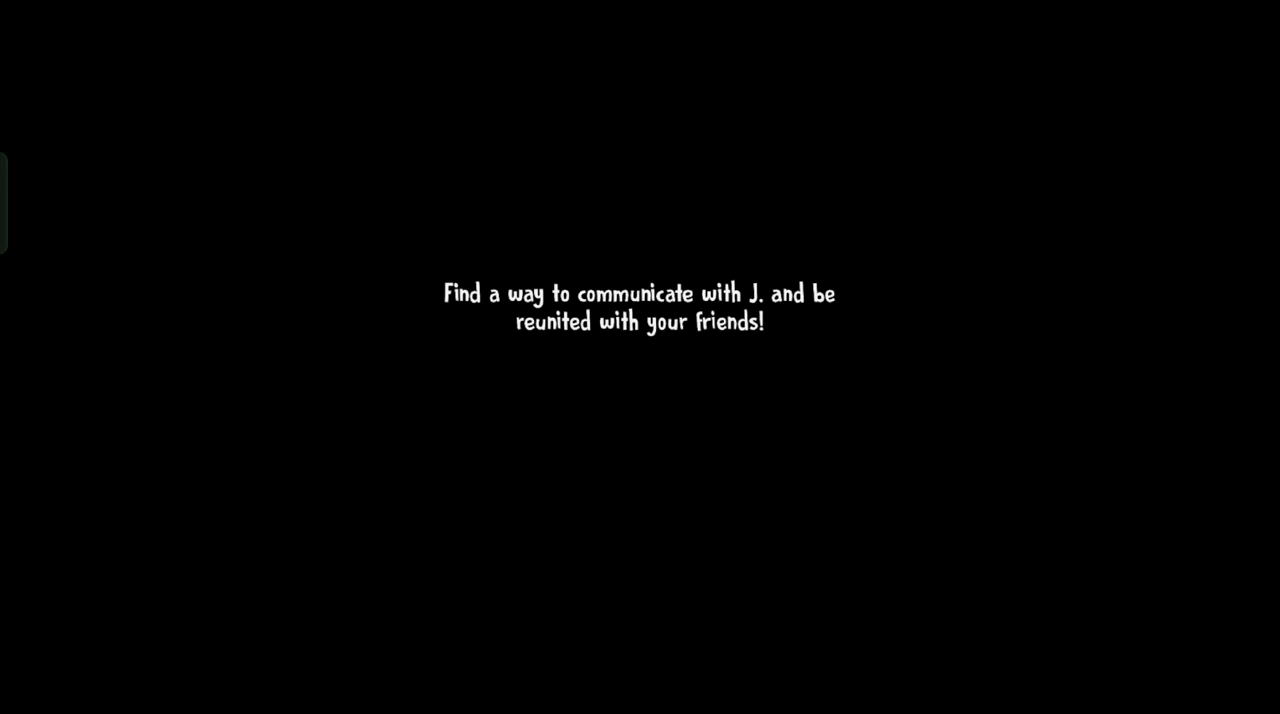 Find a way to communicate with J. and be
reunited with your friends!